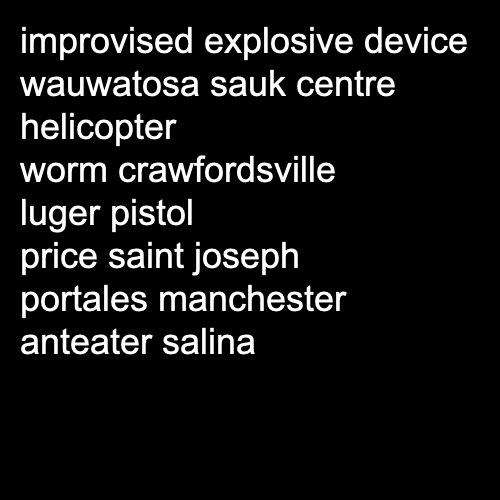 improvised explosive device
wauwatosa sauk centre
helicopter
worm crawfordsville
luger pistol
price saint joseph
portales manchester
anteater salina